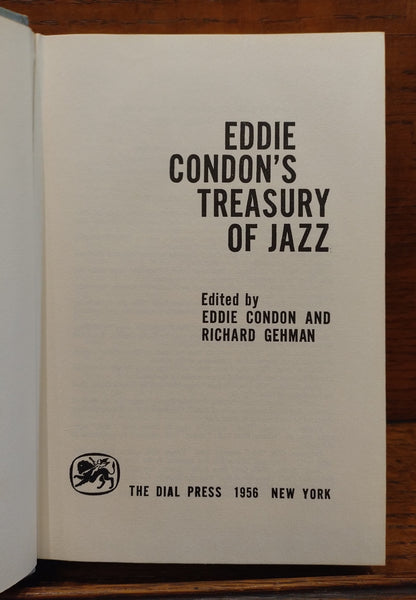 EDDIE
CONDON'S
TREASURY
OF JAZZ
Edited by
EDDIE CONDON AND
RICHARD GEHMAN
THE DIAL PRESS 1956 NEW YORK